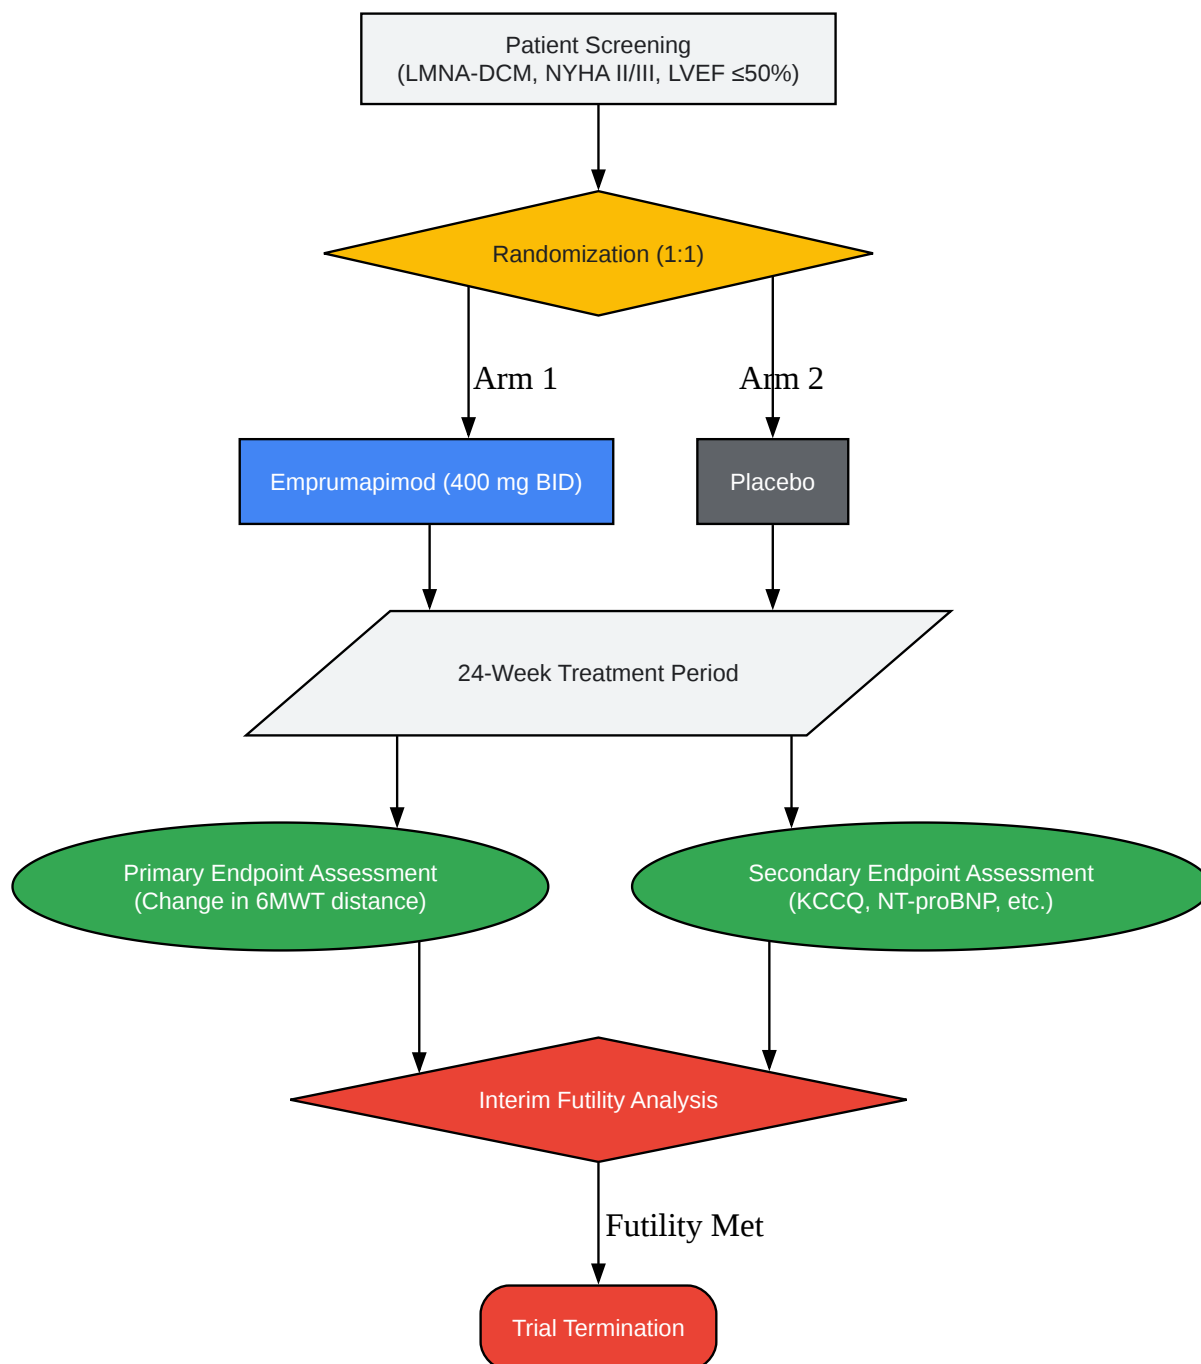 Patient Screening
(LMNA-DCM, NYHA II/III, LVEF ≤50%)
Randomization (1:1)
Arm 1
Arm 2
Emprumapimod (400 mg BID)
Placebo
24-Week Treatment Period
Primary Endpoint Assessment
(Change in 6MWT distance)
Secondary Endpoint Assessment
(KCCQ, NT-proBNP, etc.)
Interim Futility Analysis
Futility Met
Trial Termination